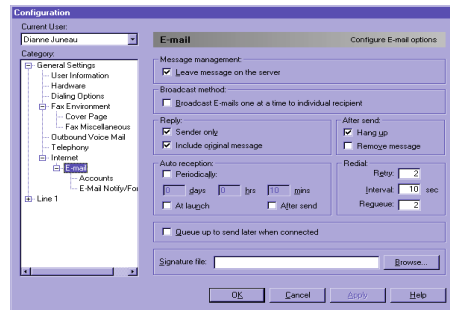 Configuration
Current User:
Dianne Juneau
Category:
General Settings
User Information
Hardware
Dialing Options
Fax Environment
Cover Page
Fax Miscellaneous
Outbound Voice Mail
Telephony
Internet
E-mail
Accounts
E-Mail Notify/For
Line 1
E-mail
Configure E-mail options
Message management:
Leave message on the server
Broadcast method:
Broadcast E-mails one at a time to individual recipient
Reply:
Sender only
Include original message
After send:
Hang up
Remove message
Auto reception:
Periodically:
0 days 0 hrs 10 mins
At launch
After send
Redial:
Retry: 2
Interval: 10 sec
Requeue: 2
Queue up to send later when connected
Signature file:
Browse...
OK
Cancel
Apply
Help